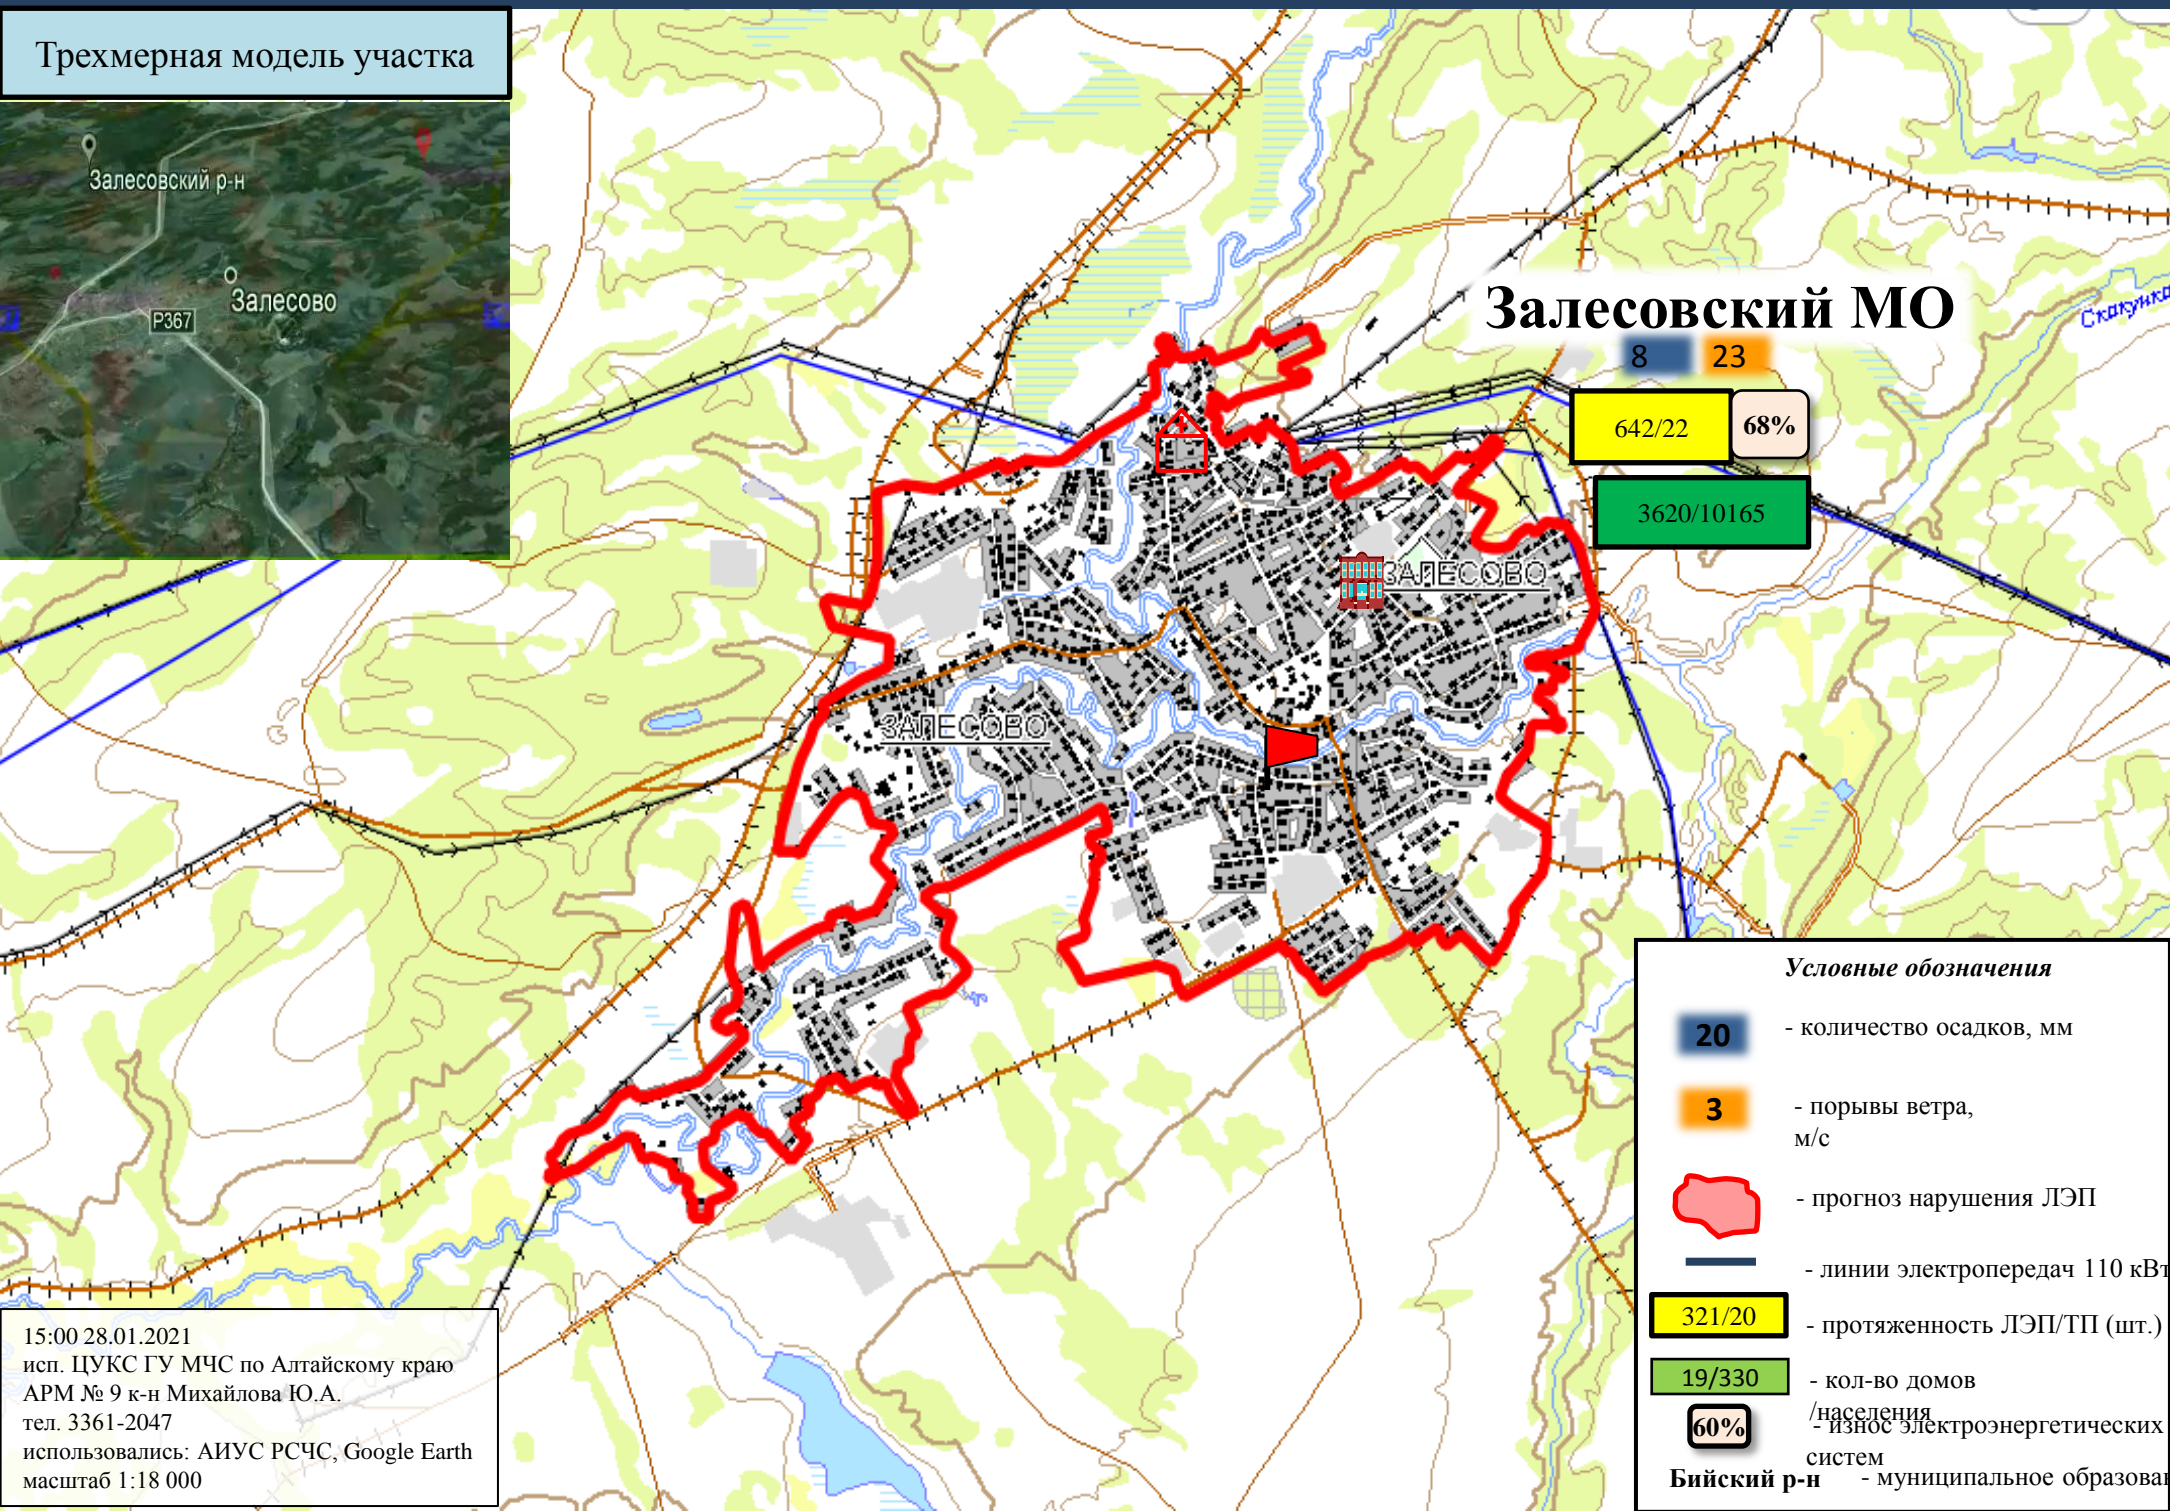 Трехмерная модель участка
Залесовский р-н
Залесово
Р367
Залесовский МО
8 23
642/22 68%
3620/10165
Скакунка
ЗАЛЕСОВО
ЗАЛЕСОВО
Условные обозначения
20 - количество осадков, мм
3 - порывы ветра,
м/с
- прогноз нарушения ЛЭП
- линии электропередач 110 кВт
321/20 - протяженность ЛЭП/ТП (шт.)
19/330 - кол-во домов
/населения
60% - износ электроэнергетических
систем
Бийский р-н - муниципальное образован
15:00 28.01.2021
исп. ЦУКС ГУ МЧС по Алтайскому краю
АРМ № 9 к-н Михайлова Ю.А.
тел. 3361-2047
использовались: АИУС РСЧС, Google Earth
масштаб 1:18 000